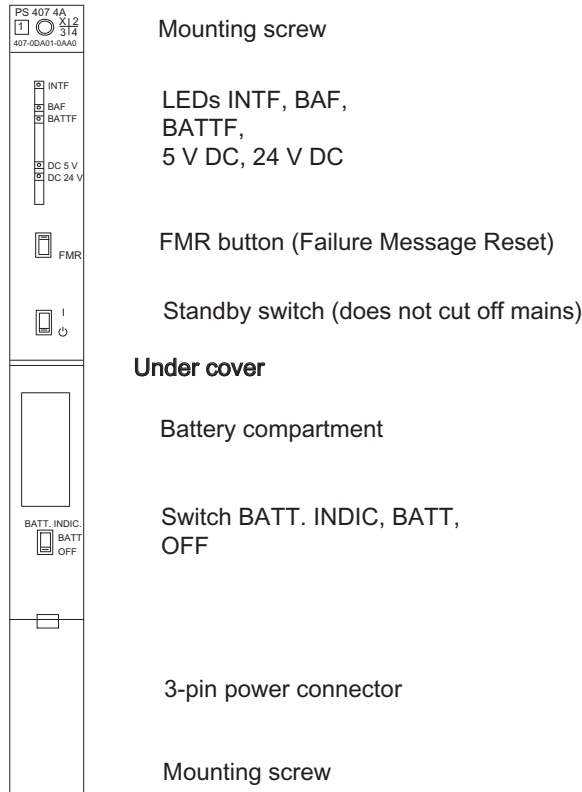 PS 407 4A
1
X 2
3 4
407-0DA01-0AA0
Mounting screw
INTF
BAF
BATTF
DC 5 V
DC 24 V
LEDs INTF, BAF,
BATTF,
5 V DC, 24 V DC
FMR
FMR button (Failure Message Reset)
I
Standby switch (does not cut off mains)
Under cover
Battery compartment
BATT. INDIC.
BATT
OFF
Switch BATT. INDIC, BATT,
OFF
3-pin power connector
Mounting screw